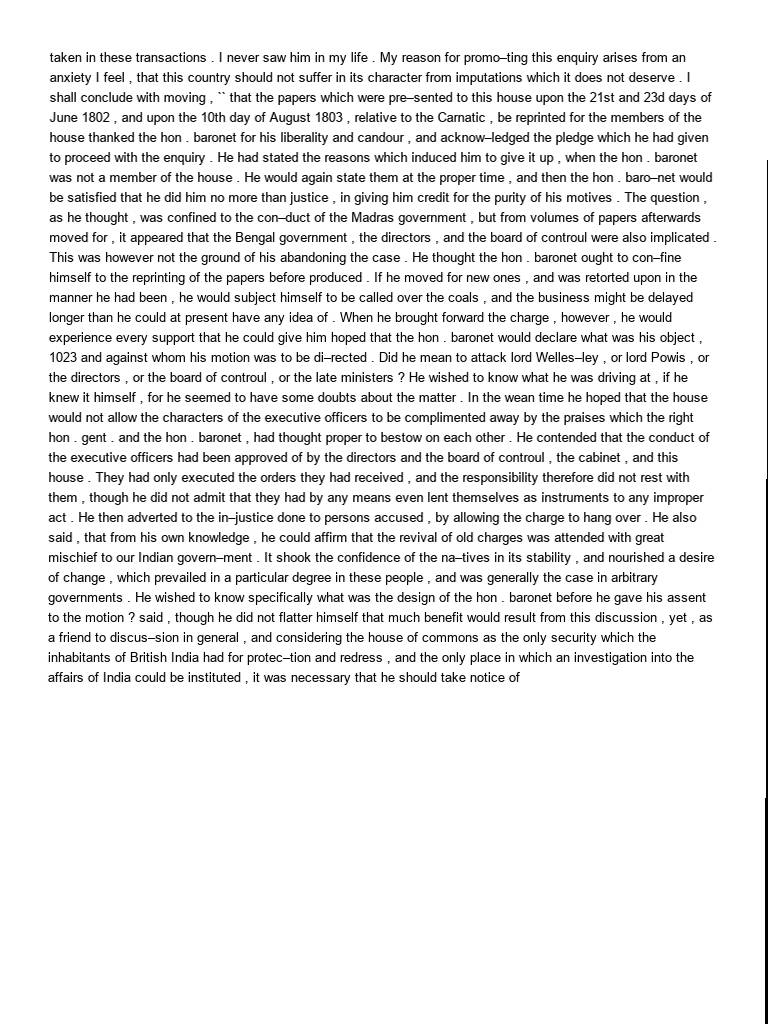 taken in these transactions . I never saw him in my life . My reason for promo–ting this enquiry arises from an
anxiety I feel , that this country should not suffer in its character from imputations which it does not deserve . I
shall conclude with moving , `` that the papers which were pre–sented to this house upon the 21st and 23d days of
June 1802 , and upon the 10th day of August 1803 , relative to the Carnatic , be reprinted for the members of the
house thanked the hon . baronet for his liberality and candour , and acknow–ledged the pledge which he had given
to proceed with the enquiry . He had stated the reasons which induced him to give it up , when the hon . baronet
was not a member of the house . He would again state them at the proper time , and then the hon . baro–net would
be satisfied that he did him no more than justice , in giving him credit for the purity of his motives . The question ,
as he thought , was confined to the con–duct of the Madras government , but from volumes of papers afterwards
moved for , it appeared that the Bengal government , the directors , and the board of controul were also implicated .
This was however not the ground of his abandoning the case . He thought the hon . baronet ought to con–fine
himself to the reprinting of the papers before produced . If he moved for new ones , and was retorted upon in the
manner he had been , he would subject himself to be called over the coals , and the business might be delayed
longer than he could at present have any idea of . When he brought forward the charge , however , he would
experience every support that he could give him hoped that the hon . baronet would declare what was his object ,
1023 and against whom his motion was to be di–rected . Did he mean to attack lord Welles–ley , or lord Powis , or
the directors , or the board of controul , or the late ministers ? He wished to know what he was driving at , if he
knew it himself , for he seemed to have some doubts about the matter . In the wean time he hoped that the house
would not allow the characters of the executive officers to be complimented away by the praises which the right
hon . gent . and the hon . baronet , had thought proper to bestow on each other . He contended that the conduct of
the executive officers had been approved of by the directors and the board of controul , the cabinet , and this
house . They had only executed the orders they had received , and the responsibility therefore did not rest with
them , though he did not admit that they had by any means even lent themselves as instruments to any improper
act . He then adverted to the in–justice done to persons accused , by allowing the charge to hang over . He also
said , that from his own knowledge , he could affirm that the revival of old charges was attended with great
mischief to our Indian govern–ment . It shook the confidence of the na–tives in its stability , and nourished a desire
of change , which prevailed in a particular degree in these people , and was generally the case in arbitrary
governments . He wished to know specifically what was the design of the hon . baronet before he gave his assent
to the motion ? said , though he did not flatter himself that much benefit would result from this discussion , yet , as
a friend to discus–sion in general , and considering the house of commons as the only security which the
inhabitants of British India had for protec–tion and redress , and the only place in which an investigation into the
affairs of India could be instituted , it was necessary that he should take notice of